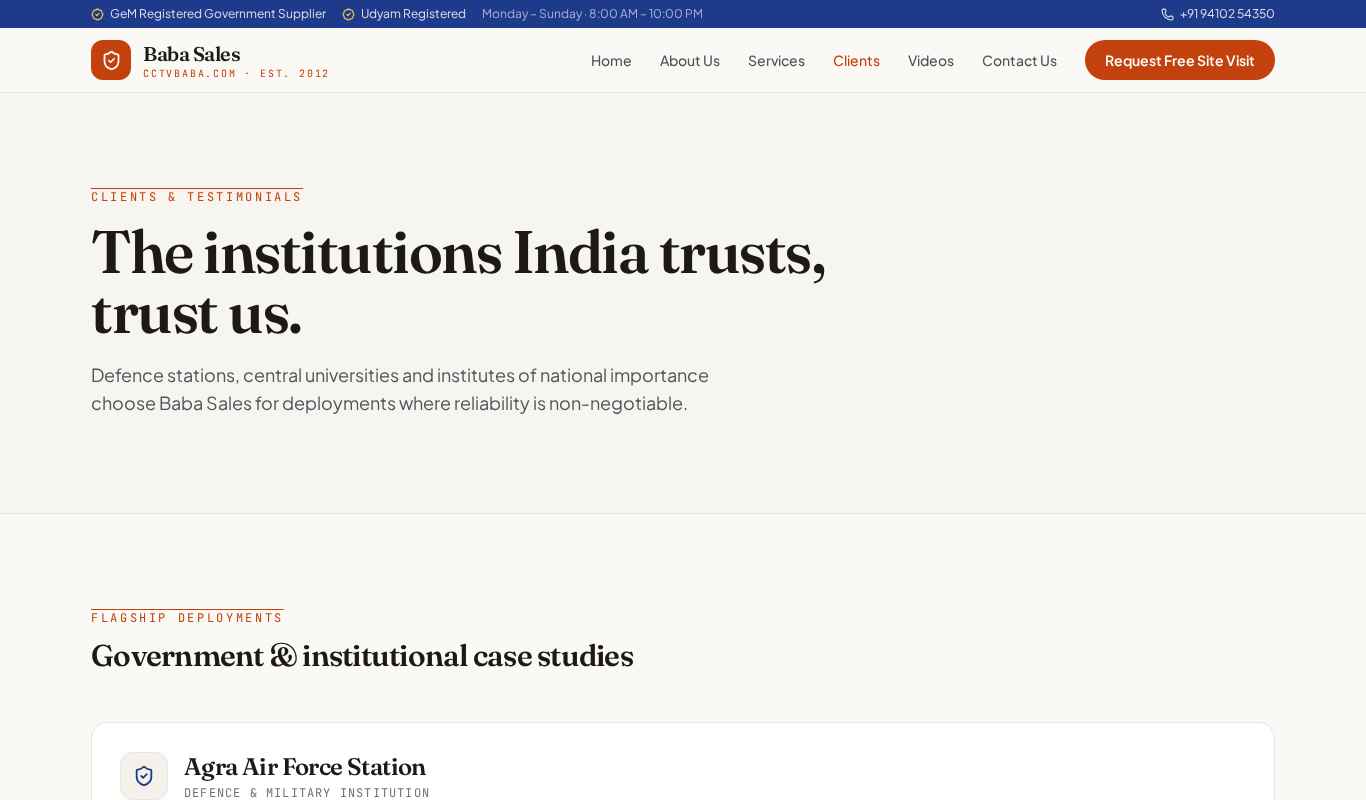 GeM Registered Government Supplier
Udyam Registered
Monday – Sunday · 8:00 AM – 10:00 PM
+91 94102 54350
Baba Sales
CCTVBABA.COM · EST. 2012
Home
About Us
Services
Clients
Videos
Contact Us
Request Free Site Visit
CLIENTS & TESTIMONIALS
The institutions India trusts,
trust us.
Defence stations, central universities and institutes of national importance
choose Baba Sales for deployments where reliability is non-negotiable.
FLAGSHIP DEPLOYMENTS
Government & institutional case studies
Agra Air Force Station
DEFENCE & MILITARY INSTITUTION